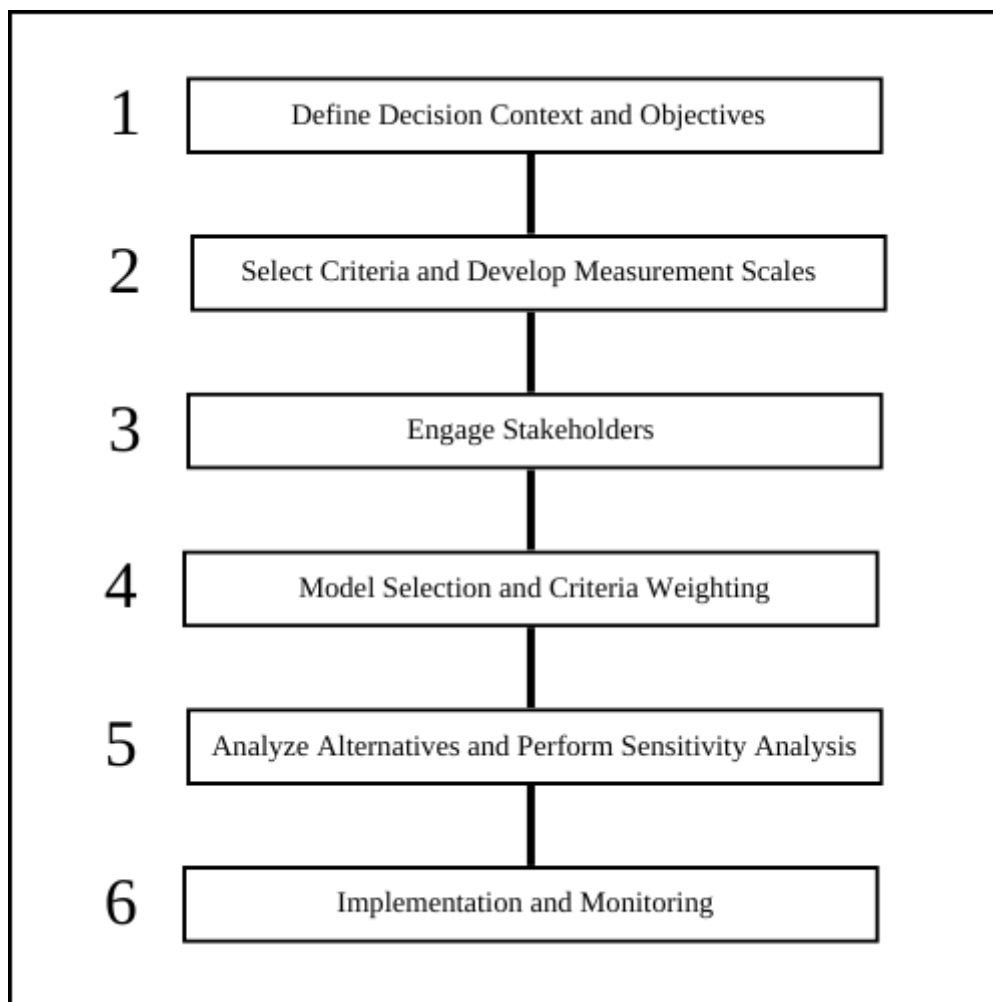 1 Define Decision Context and Objectives
2 Select Criteria and Develop Measurement Scales
3 Engage Stakeholders
4 Model Selection and Criteria Weighting
5 Analyze Alternatives and Perform Sensitivity Analysis
6 Implementation and Monitoring